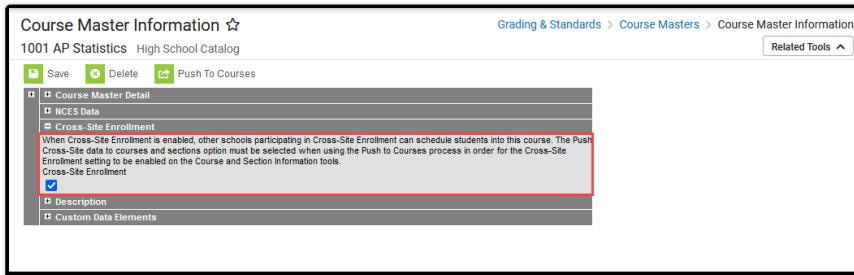 Course Master Information ☆
Grading & Standards > Course Masters > Course Master Information
1001 AP Statistics High School Catalog
Related Tools
Save Delete Push To Courses
Course Master Detail
NCES Data
Cross-Site Enrollment
When Cross-Site Enrollment is enabled, other schools participating in Cross-Site Enrollment can schedule students into this course. The Push
Cross-Site data to courses and sections option must be selected when using the Push to Courses process in order for the Cross-Site
Enrollment setting to be enabled on the Course and Section Information tools.
Cross-Site Enrollment
Description
Custom Data Elements